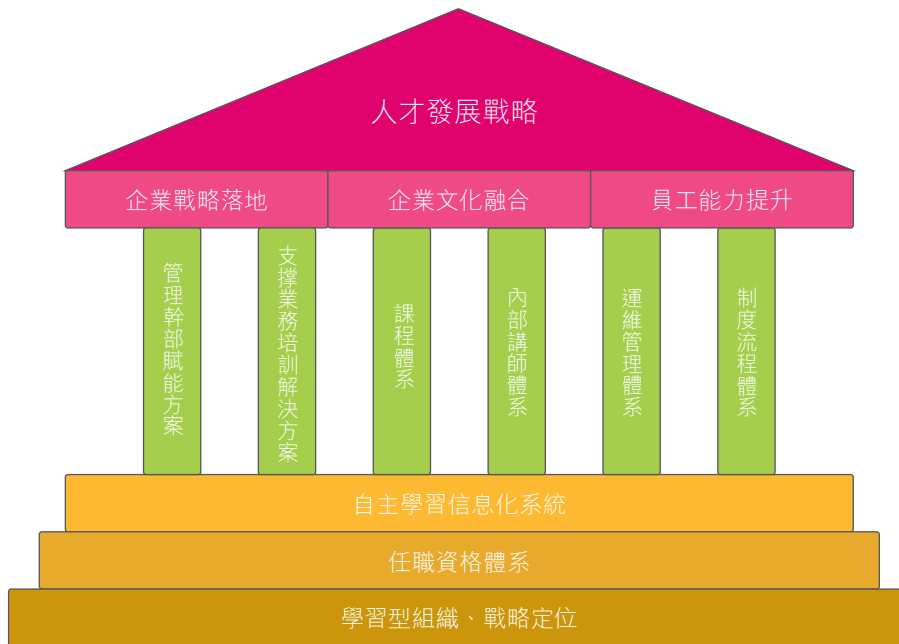 人才發展戰略
企業戰略落地
企業文化融合
員工能力提升
管理幹部賦能方案
支撐業務培訓解決方案
課程體系
內部講師體系
運維管理體系
制度流程體系
自主學習信息化系統
任職資格體系
學習型組織、戰略定位